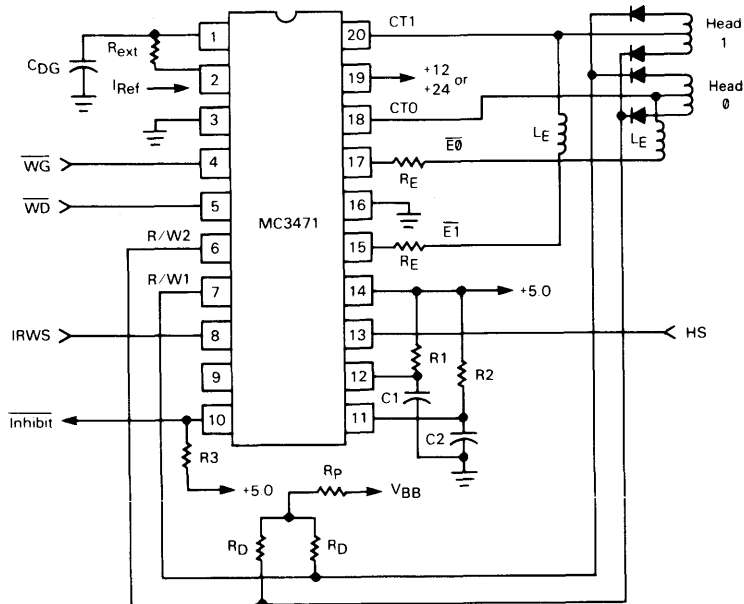 1
20
CT1
Head
1
Rext
CDG
2
19
+12
or
+24
IRef
Head
0
3
18
CT0
LE
LE
WG
4
17
E0
RE
WD
5
16
MC3471
R/W2
6
15
E1
RE
R/W1
7
14
+5.0
IRWS
8
13
HS
R1
9
12
R2
C1
Inhibit
10
11
C2
R3
RP
+5.0
VBB
RD
RD